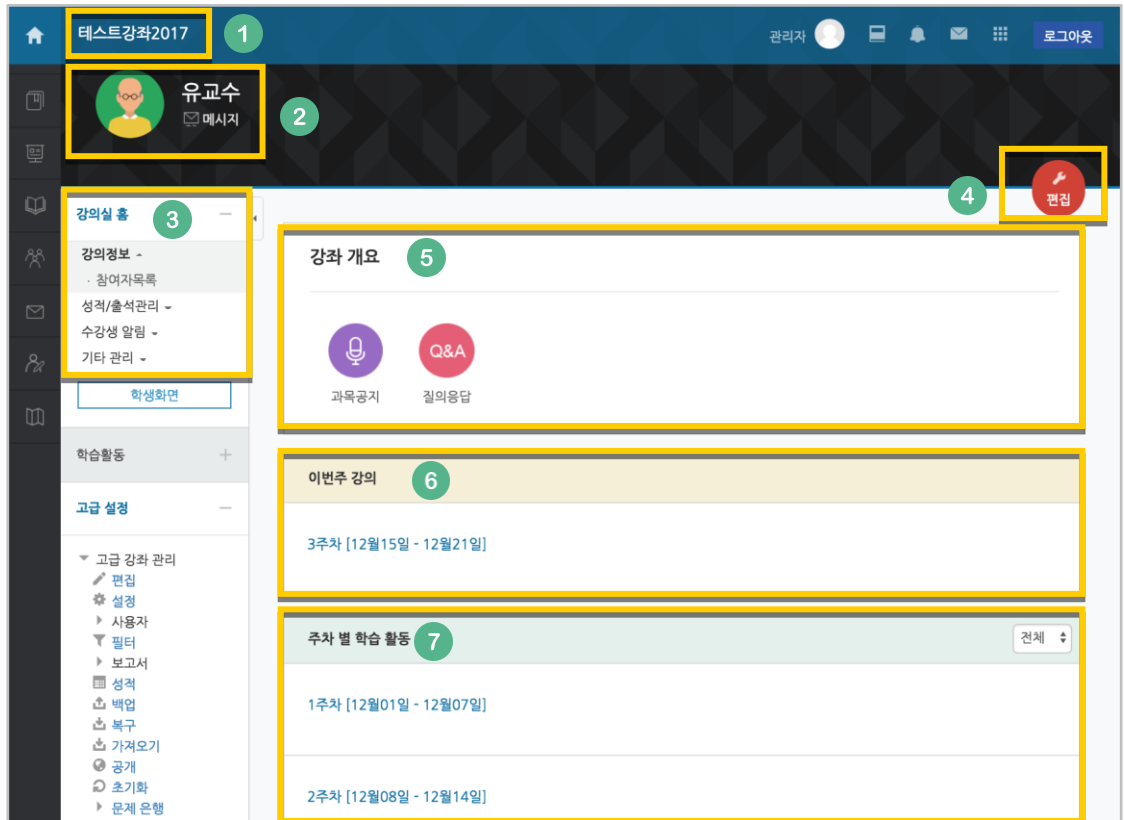 테스트강좌2017
1
관리자
로그아웃
유교수
메시지
2
편집
4
강의실 홈
3
강의정보
· 참여자목록
성적/출석관리
수강생 알림
기타 관리
학생화면
학습활동
고급 설정
고급 강좌 관리
편집
설정
사용자
필터
보고서
성적
백업
복구
가져오기
공개
초기화
문제 은행
강좌 개요
5
Q&A
과목공지
질의응답
이번주 강의
6
3주차 [12월15일 - 12월21일]
주차 별 학습 활동
7
전체
1주차 [12월01일 - 12월07일]
2주차 [12월08일 - 12월14일]